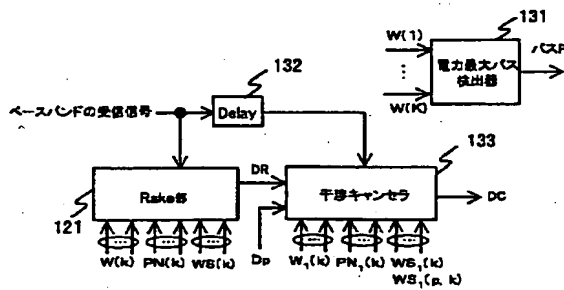 131
W(1)
…
W(K)
電力最大パス
検出器
パスP
132
ベースバンドの受信信号
Delay
133
121
Rake部
DR
干渉キャンセラ
DC
Dp
W(k) PN(k) WS(k)
W₁(k) PN₁(k) WS₁(k)
WS₁(p, k)